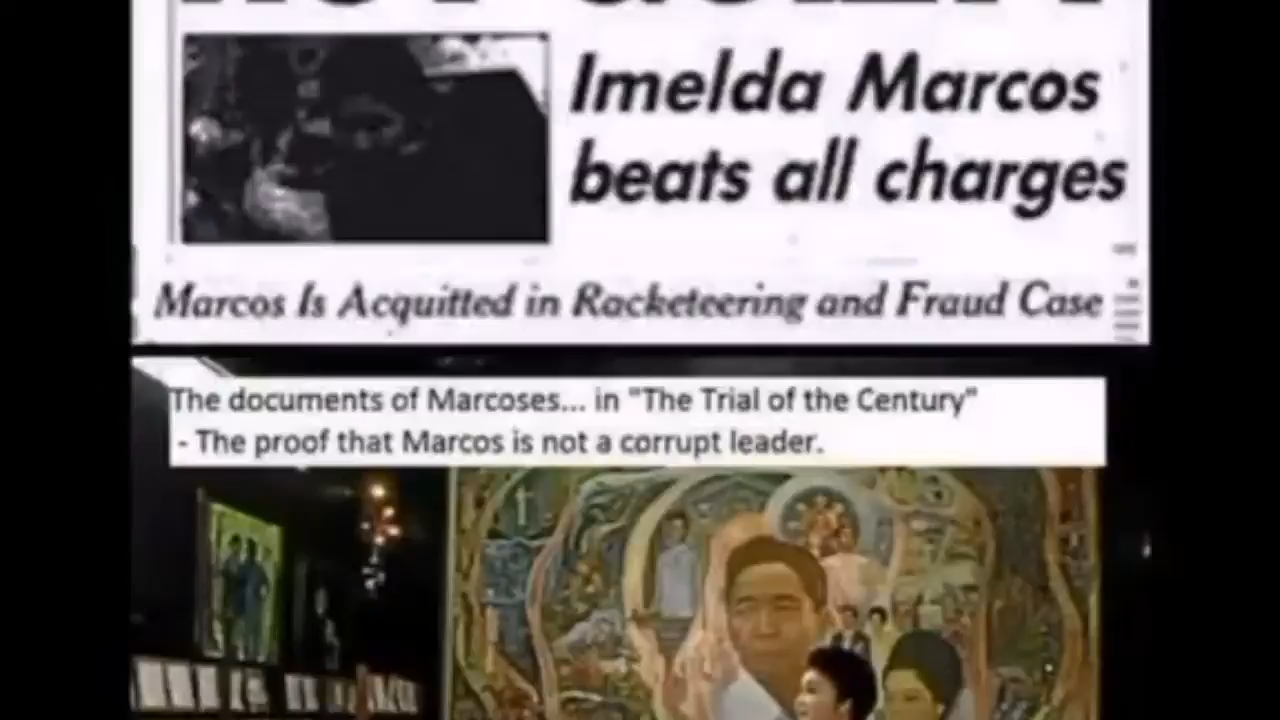 Imelda Marcos
beats all charges
Marcos Is Acquitted in Racketeering and Fraud Case
The documents of Marcoses... in "The Trial of the Century"
- The proof that Marcos is not a corrupt leader.